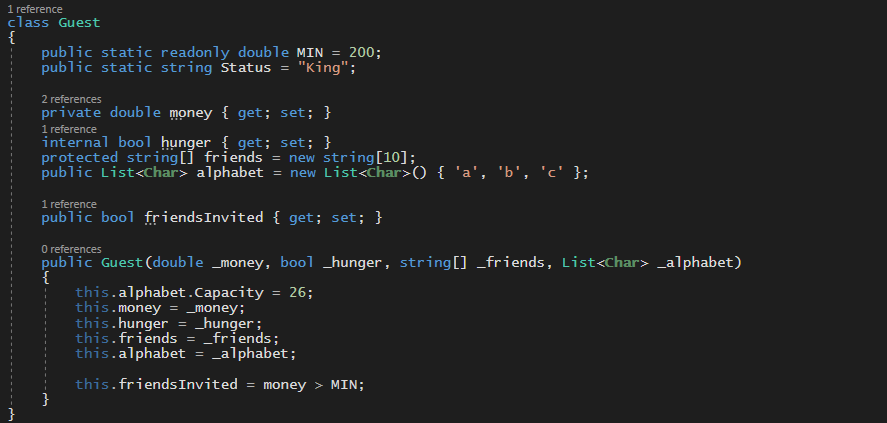 1 reference
class Guest
{
public static readonly double MIN = 200;
public static string Status = "King";
2 references
private double money { get; set; }
1 reference
internal bool hunger { get; set; }
protected string[] friends = new string[10];
public List<Char> alphabet = new List<Char>() { 'a', 'b', 'c' };
1 reference
public bool friendsInvited { get; set; }
0 references
public Guest(double _money, bool _hunger, string[] _friends, List<Char> _alphabet)
{
this.alphabet.Capacity = 26;
this.money = _money;
this.hunger = _hunger;
this.friends = _friends;
this.alphabet = _alphabet;
this.friendsInvited = money > MIN;
}
}